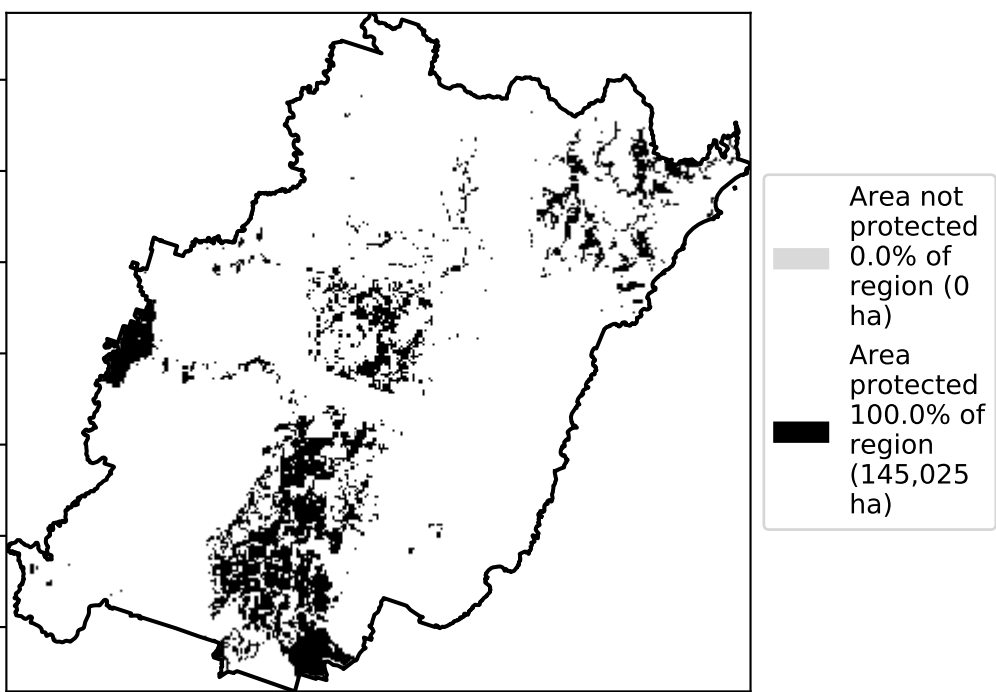 Area not
protected
0.0% of
region (0
ha)
Area
protected
100.0% of
region
(145,025
ha)